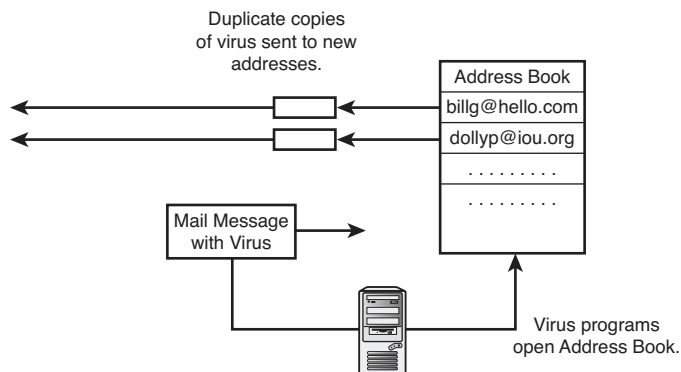 Duplicate copies
of virus sent to new
addresses.
Address Book
billg@hello.com
dollyp@iou.org
. . . . . . . . .
. . . . . . . . .
Mail Message
with Virus
Virus programs
open Address Book.